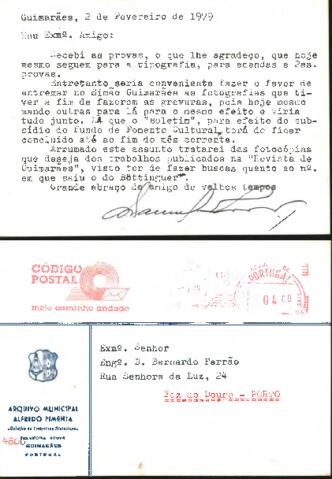 Guimarães, 2 de Fevereiro de 1979
Meu Exmº. Amigo:
Recebi as provas, o que lhe agradeço, que hoje
mesmo seguem para a tipografia, para emendas e 2as
provas.
Entretanto seria conveniente fazer o favor de
entregar no Simão Guimarães as fotografias que ti-
ver a fim de fazerem as gravuras, pois hoje mesmo
mando outras para lá para o mesmo efeito e viria
tudo junto. É que o "Boletim", para efeito do sub-
sídio do Fundo de Fomento Cultural, terá de ficar
concluído até ao fim do mês corrente.
Arrumado este assunto tratarei das fotocópias
que deseja dos trabalhos publicados na "Revista de
Guimarães", visto ter de fazer buscas quanto ao nº.
em que saiu o do Böttinguer.
Grande abraço do amigo de velhos tempos
CÓDIGO
POSTAL
meio caminho andado
PORTUGAL
04.00
Exmº. Senhor
Engº. S. Bernardo Ferrão
Rua Senhora da Luz, 24
Foz do Douro - PORTO
ARQUIVO MUNICIPAL
ALFREDO PIMENTA
4800
GUIMARÃES
PORTUGAL